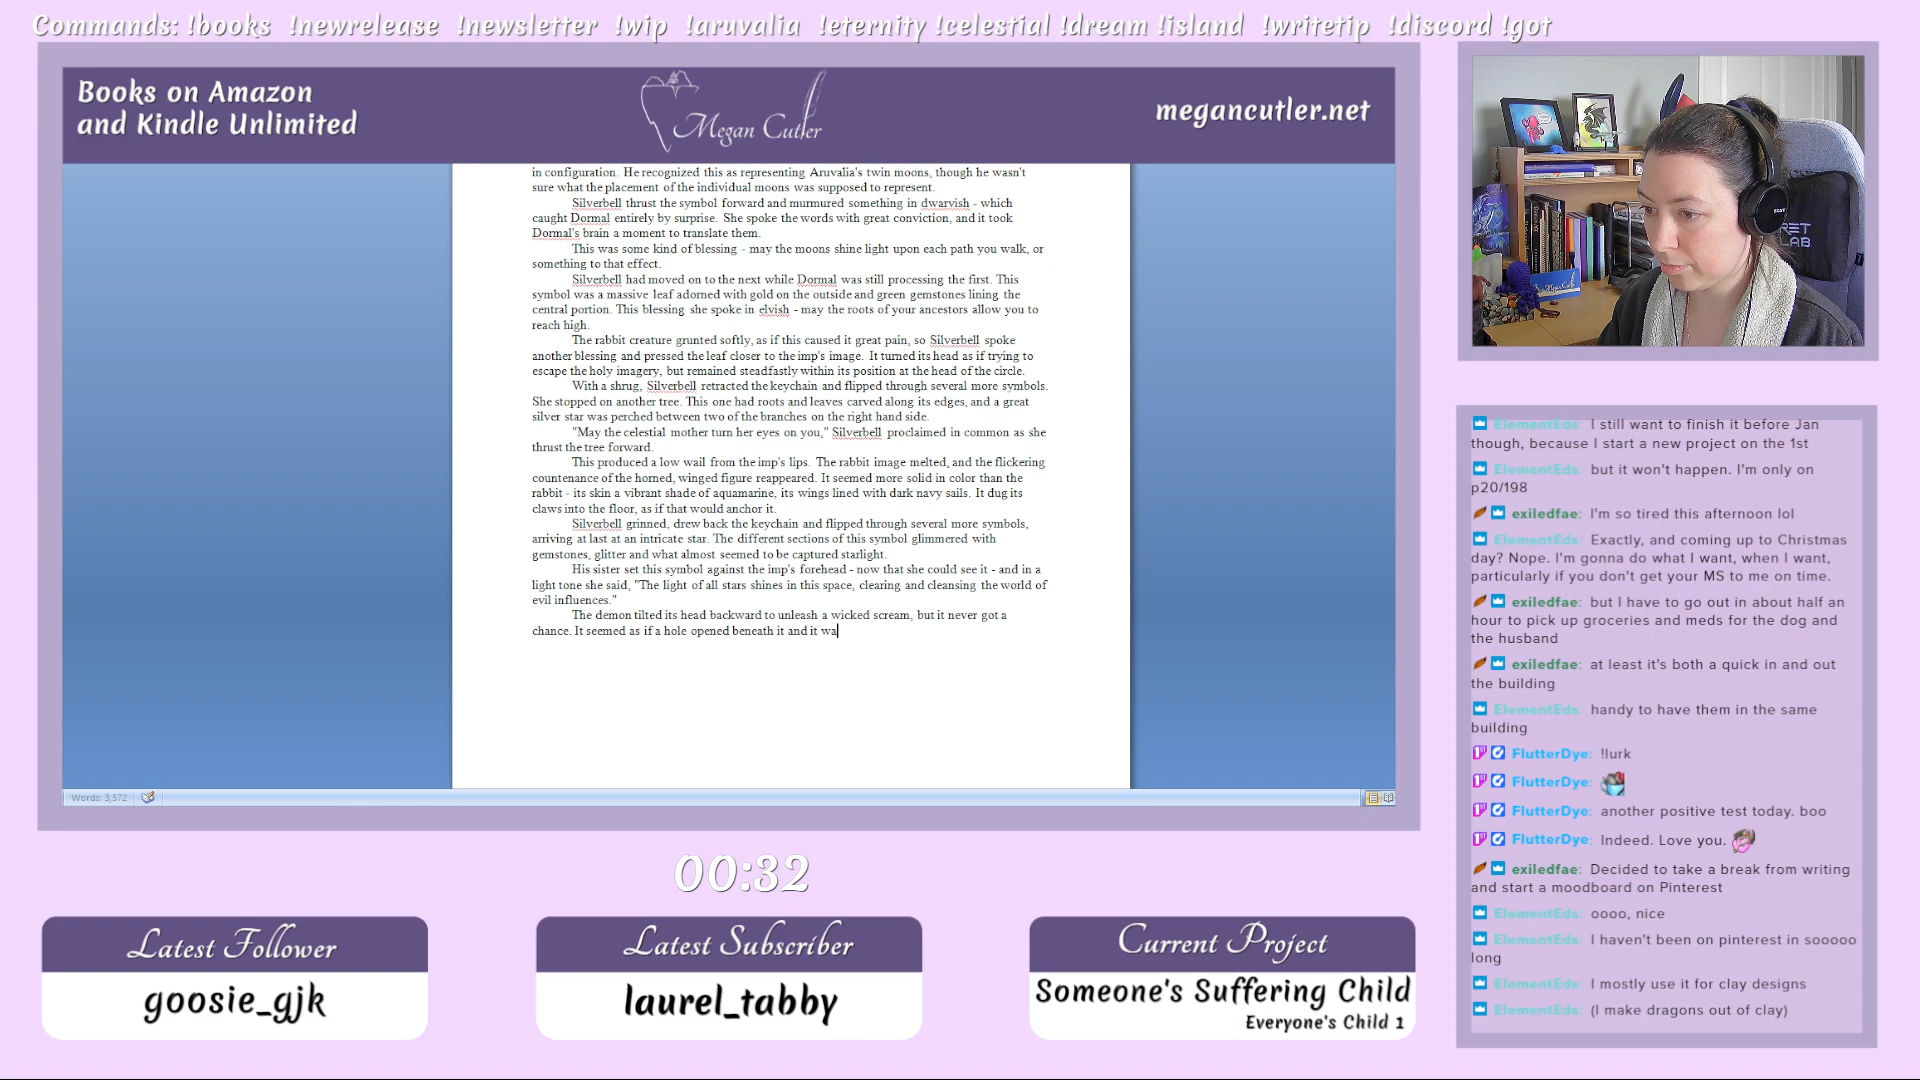 Commands: !books !newrelease !newsletter !wip !aruvalia !eternity !celestial !dream !island !writetip !discord !got
Books on Amazon
and Kindle Unlimited
Megan Cutler
megancutler.net
in configuration. He recognized this as representing Aruvalia's twin moons, though he wasn't
sure what the placement of the individual moons was supposed to represent.
Silverbell thrust the symbol forward and murmured something in dwarvish - which
caught Dormal entirely by surprise. She spoke the words with great conviction, and it took
Dormal's brain a moment to translate them.
This was some kind of blessing - may the moons shine light upon each path you walk, or
something to that effect.
Silverbell had moved on to the next while Dormal was still processing the first. This
symbol was a massive leaf adorned with gold on the outside and green gemstones lining the
central portion. This blessing she spoke in elvish - may the roots of your ancestors allow you to
reach high.
The rabbit creature grunted softly, as if this caused it great pain, so Silverbell spoke
another blessing and pressed the leaf closer to the imp's image. It turned its head as if trying to
escape the holy imagery, but remained steadfastly within its position at the head of the circle.
With a shrug, Silverbell retracted the keychain and flipped through several more symbols.
She stopped on another tree. This one had roots and leaves carved along its edges, and a great
silver star was perched between two of the branches on the right hand side.
"May the celestial mother turn her eyes on you," Silverbell proclaimed in common as she
thrust the tree forward.
This produced a low wail from the imp's lips. The rabbit image melted, and the flickering
countenance of the horned, winged figure reappeared. It seemed more solid in color than the
rabbit - its skin a vibrant shade of aquamarine, its wings lined with dark navy sails. It dug its
claws into the floor, as if that would anchor it.
Silverbell grinned, drew back the keychain and flipped through several more symbols,
arriving at last at an intricate star. The different sections of this symbol glimmered with
gemstones, glitter and what almost seemed to be captured starlight.
His sister set this symbol against the imp's forehead - now that she could see it - and in a
light tone she said, "The light of all stars shines in this space, clearing and cleansing the world of
evil influences."
The demon tilted its head backward to unleash a wicked scream, but it never got a
chance. It seemed as if a hole opened beneath it and it wa
Words: 3,572
ElementEds: I still want to finish it before Jan
though, because I start a new project on the 1st
ElementEds: but it won't happen. I'm only on
p20/198
exiledfae: I'm so tired this afternoon lol
ElementEds: Exactly, and coming up to Christmas
day? Nope. I'm gonna do what I want, when I want,
particularly if you don't get your MS to me on time.
exiledfae: but I have to go out in about half an
hour to pick up groceries and meds for the dog and
the husband
exiledfae: at least it's both a quick in and out
the building
ElementEds: handy to have them in the same
building
FlutterDye: !lurk
FlutterDye:
FlutterDye: another positive test today. boo
FlutterDye: Indeed. Love you.
exiledfae: Decided to take a break from writing
and start a moodboard on Pinterest
ElementEds: oooo, nice
ElementEds: I haven't been on pinterest in sooooo
long
ElementEds: I mostly use it for clay designs
ElementEds: (I make dragons out of clay)
00:32
Latest Follower
goosie_gjk
Latest Subscriber
laurel_tabby
Current Project
Someone's Suffering Child
Everyone's Child 1